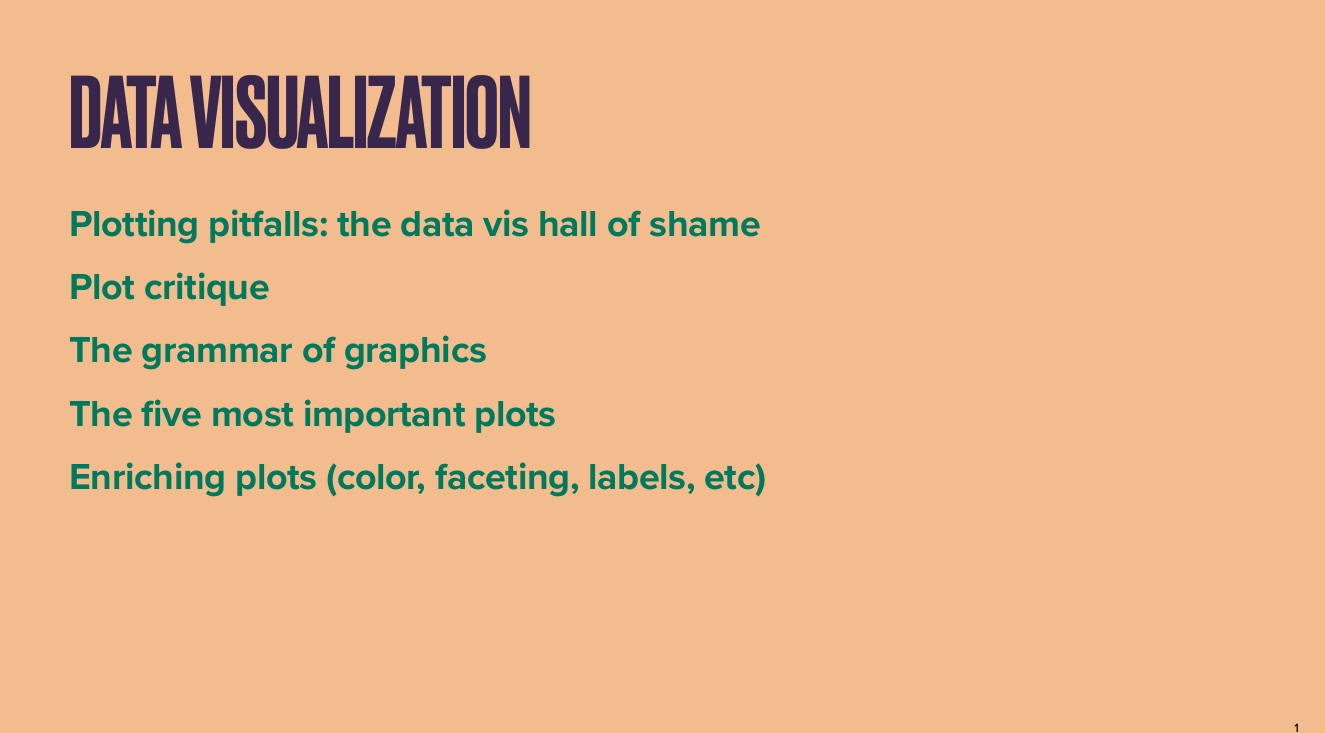 DATA VISUALIZATION
Plotting pitfalls: the data vis hall of shame
Plot critique
The grammar of graphics
The five most important plots
Enriching plots (color, faceting, labels, etc)
1